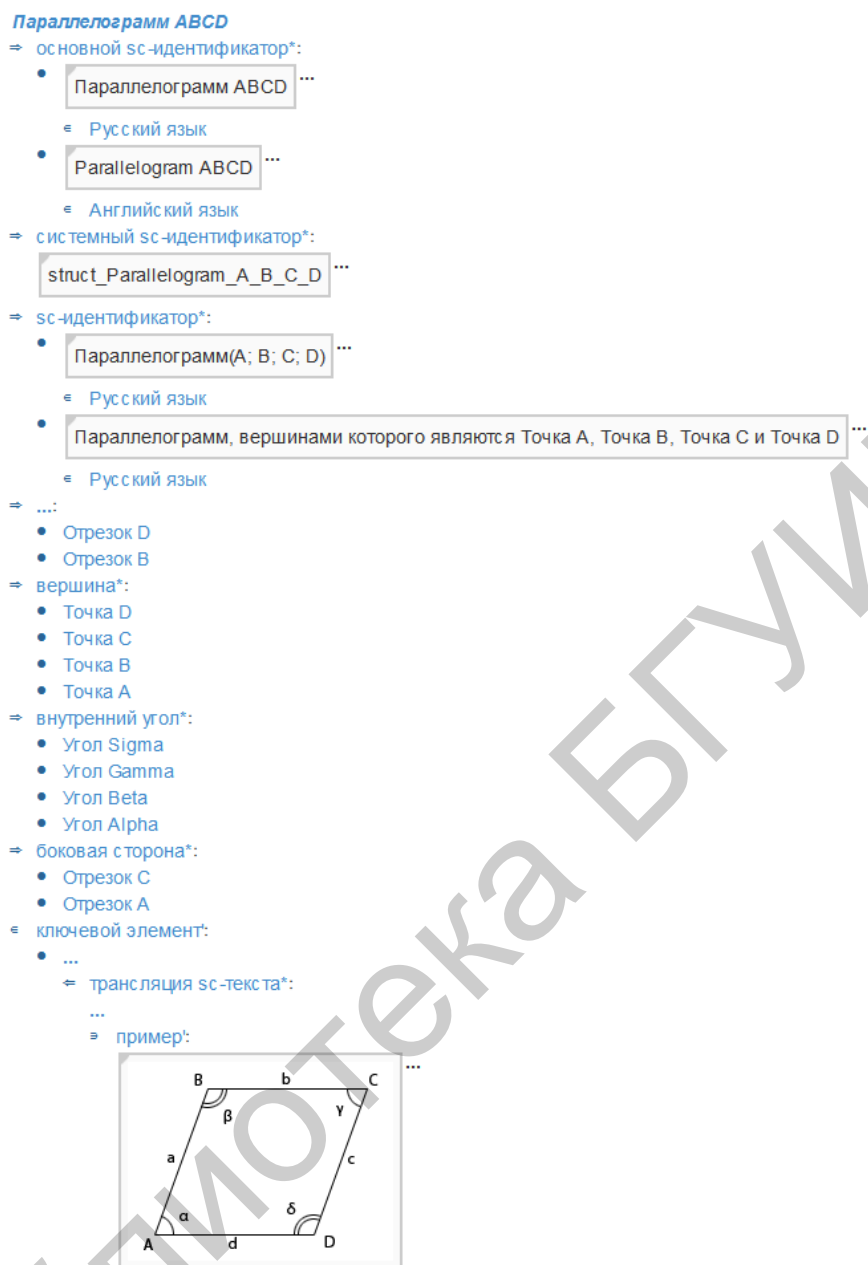 Параллелограмм ABCD
⇒ основной sc-идентификатор*:
• Параллелограмм ABCD ...
∊ Русский язык
• Parallelogram ABCD ...
∊ Английский язык
⇒ системный sc-идентификатор*:
struct_Parallelogram_A_B_C_D ...
⇒ sc-идентификатор*:
• Параллелограмм(A; B; C; D) ...
∊ Русский язык
• Параллелограмм, вершинами которого являются Точка A, Точка B, Точка C и Точка D ...
∊ Русский язык
⇒ ...:
• Отрезок D
• Отрезок B
⇒ вершина*:
• Точка D
• Точка C
• Точка B
• Точка A
⇒ внутренний угол*:
• Угол Sigma
• Угол Gamma
• Угол Beta
• Угол Alpha
⇒ боковая сторона*:
• Отрезок C
• Отрезок A
∊ ключевой элемент':
• ...
⇐ трансляция sc-текста*:
...
∍ пример':
...
B b C
β γ
a c
α δ
A d D